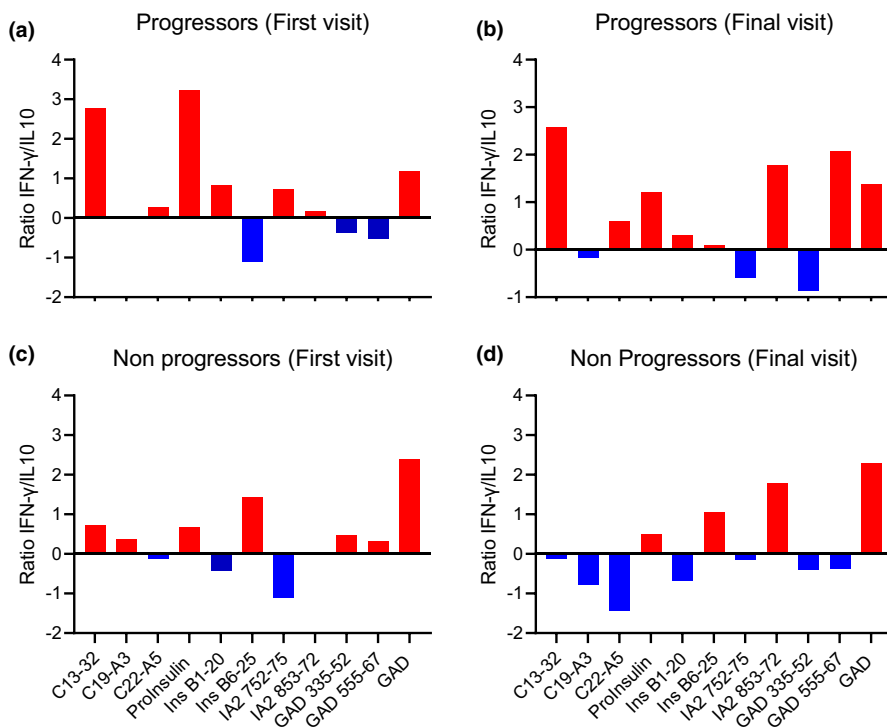 (a)
Progressors (First visit)
Ratio IFN-γ/IL10
4
3
2
1
0
-1
-2
(b)
Progressors (Final visit)
Ratio IFN-γ/IL10
4
3
2
1
0
-1
(c)
Non progressors (First visit)
Ratio IFN-γ/IL10
4
3
2
1
0
-1
-2
C13-32
C19-A3
C22-A5
ProInsulin
Ins B1-20
Ins B6-25
IA2 752-75
IA2 853-72
GAD 335-52
GAD 555-67
GAD
(d)
Non Progressors (Final visit)
Ratio IFN-γ/IL10
4
3
2
1
0
-1
-2
C13-32
C19-A3
C22-A5
ProInsulin
Ins B1-20
Ins B6-25
IA2 752-75
IA2 853-72
GAD 335-52
GAD 555-67
GAD